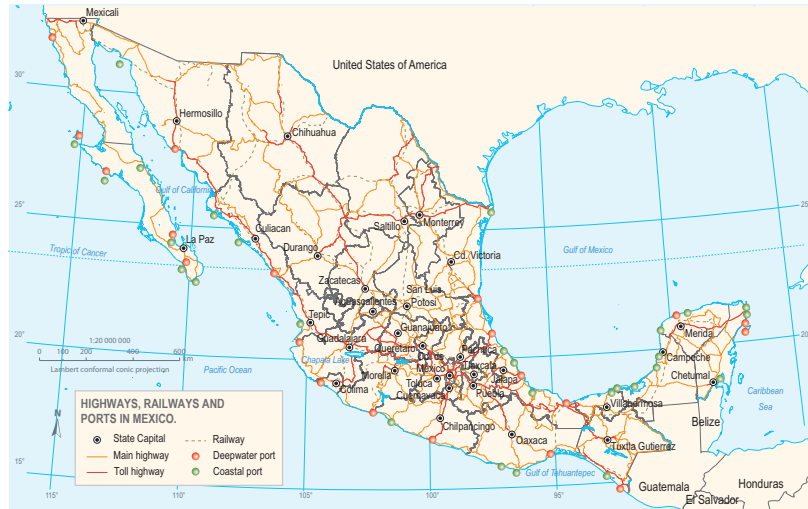 Mexicali
United States of America
30°
Hermosillo
Chihuahua
25°
Gulf of California
25°
Culiacan
Saltillo
Monterrey
La Paz
Durango
Cd. Victoria
Tropic of Cancer
Gulf of Mexico
Zacatecas
San Luis
Potosi
Aguascalientes
Tepic
Guanajuato
Merida
20°
20°
Guadalajara
Queretaro
Pachuca
1:20 000 000
0 100 200 400 600 km
Chapala Lake
Mexico
Tlaxcala
Campeche
Lambert conformal conic projection
Pacific Ocean
Morelia
Toluca
Jalapa
Chetumal
Colima
Cuernavaca
Puebla
Caribbean
Sea
HIGHWAYS, RAILWAYS AND
PORTS IN MEXICO.
Villahermosa
Belize
N
State Capital
Railway
Chilpancingo
Oaxaca
Tuxtla Gutierrez
Main highway
Deepwater port
Toll highway
Coastal port
15°
15°
Gulf of Tehuantepec
Guatemala
Honduras
El Salvador
115°
110°
105°
100°
95°